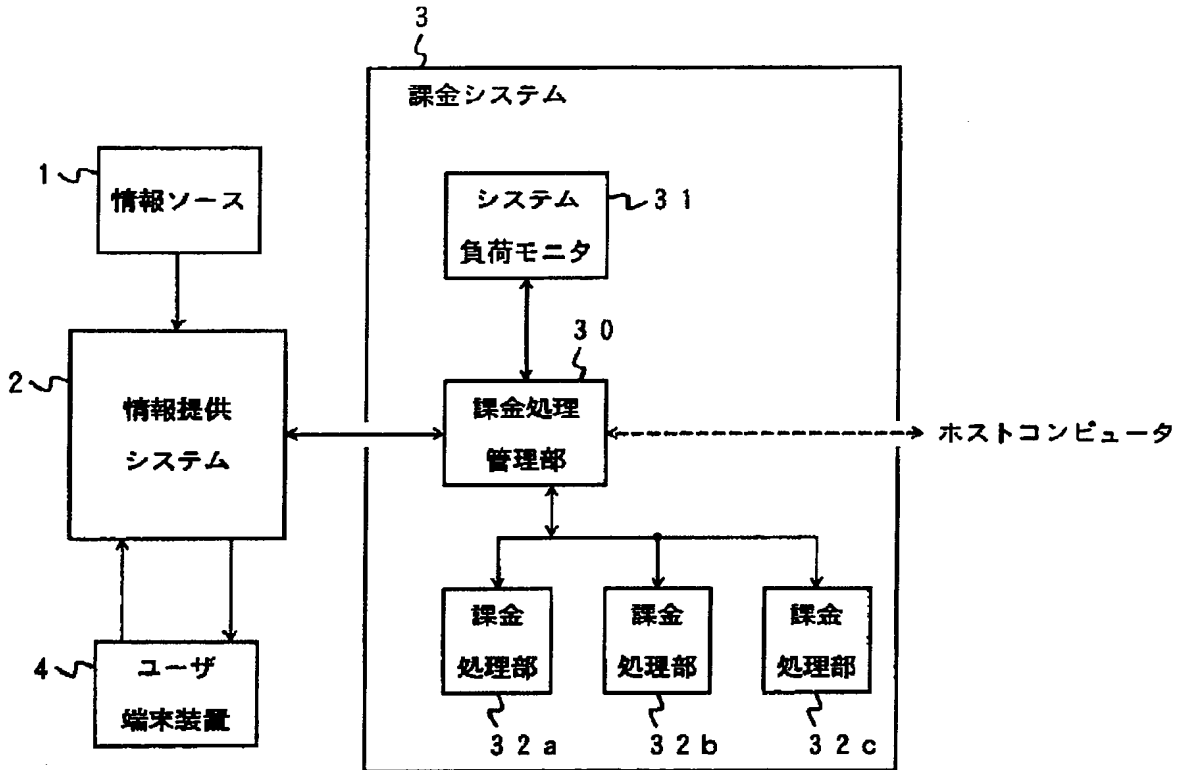 3
課金システム
1
情報ソース
システム
負荷モニタ
31
30
2
情報提供
システム
課金処理
管理部
ホストコンピュータ
課金
処理部
課金
処理部
課金
処理部
4
ユーザ
端末装置
32a
32b
32c